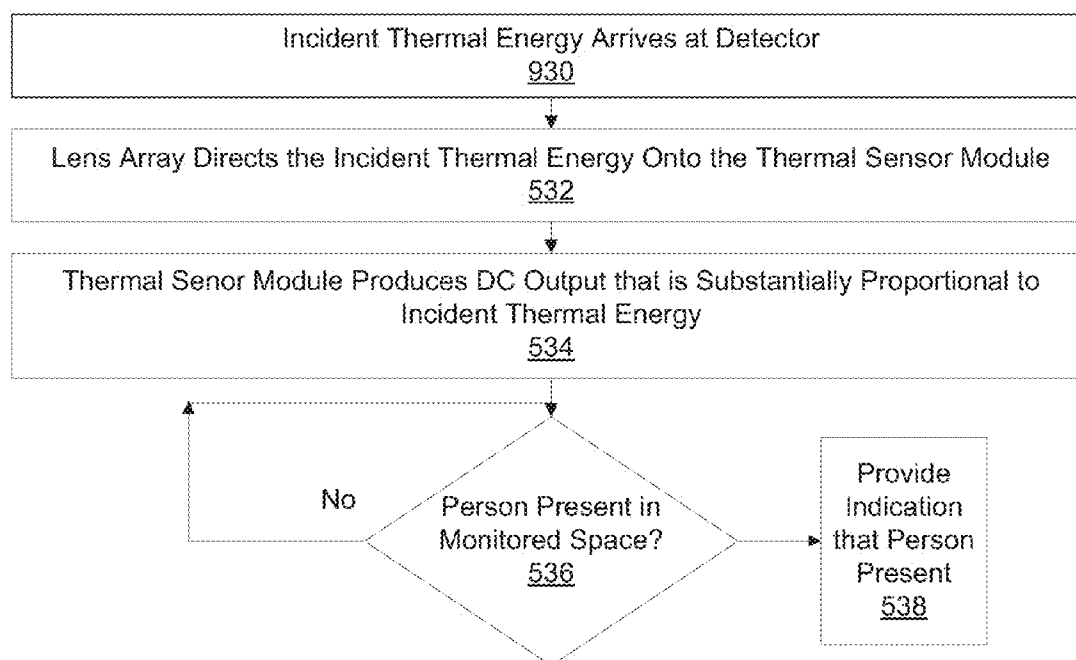 Incident Thermal Energy Arrives at Detector
930
Lens Array Directs the Incident Thermal Energy Onto the Thermal Sensor Module
532
Thermal Senor Module Produces DC Output that is Substantially Proportional to
Incident Thermal Energy
534
No
Person Present in
Monitored Space?
536
Provide
Indication
that Person
Present
538